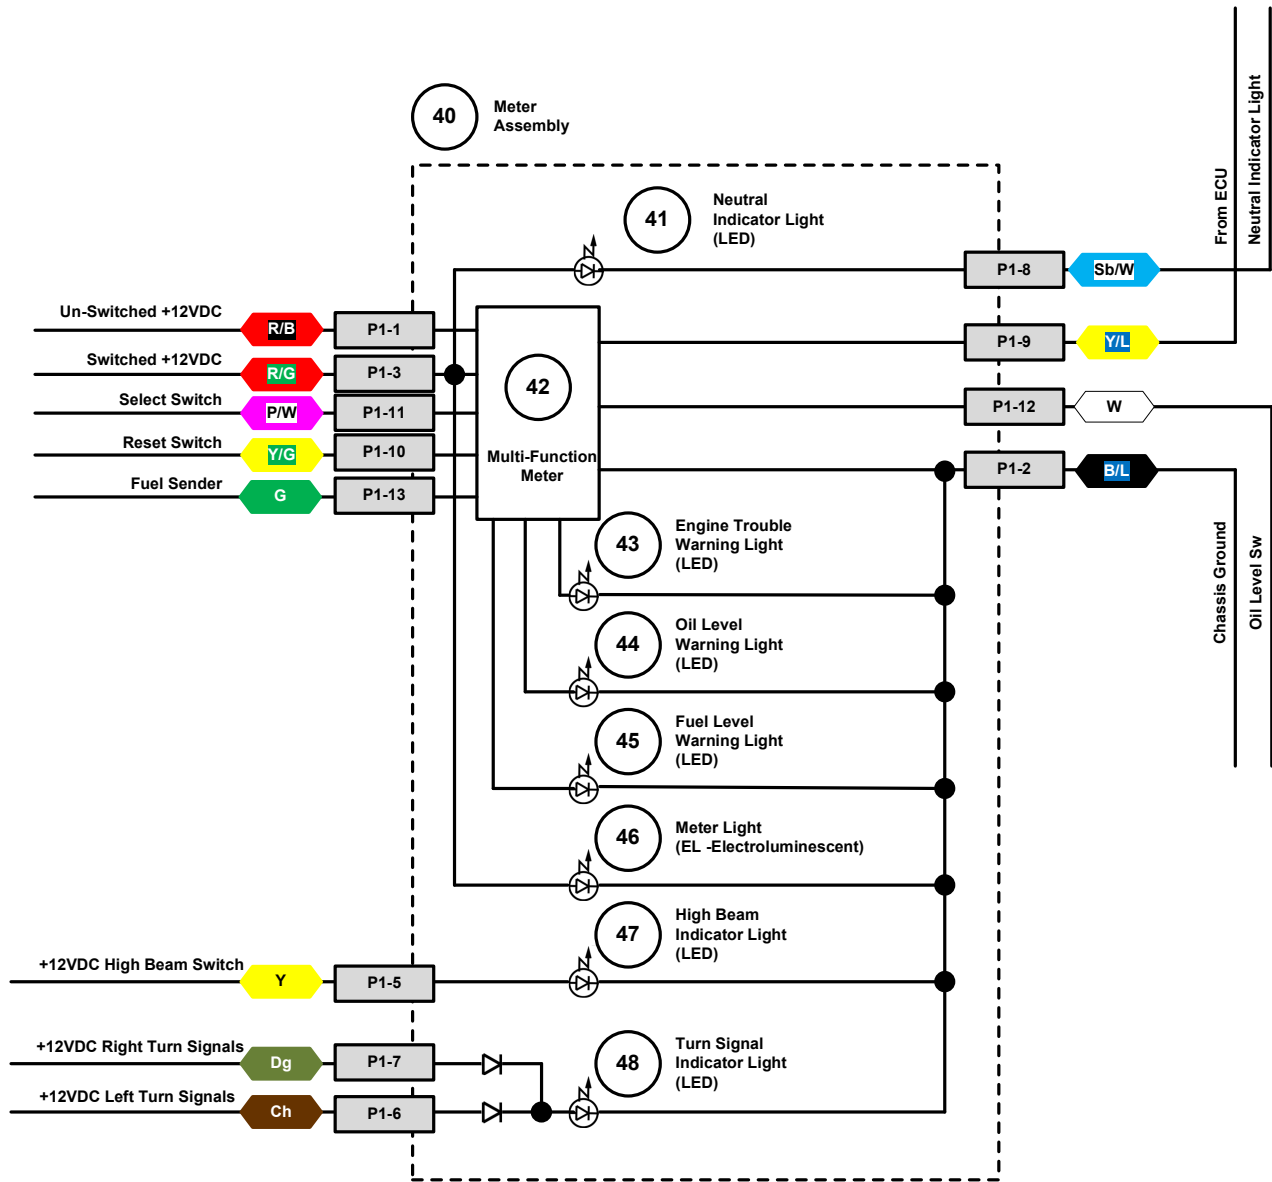 40
Meter
Assembly
41
Neutral
Indicator Light
(LED)
From ECU
Neutral Indicator Light
P1-8
Sb/W
Un-Switched +12VDC
R/B
P1-1
P1-9
Y/L
Switched +12VDC
R/G
P1-3
42
Select Switch
P/W
P1-11
P1-12
W
Reset Switch
Y/G
P1-10
Multi-Function
Meter
P1-2
B/L
Fuel Sender
G
P1-13
43
Engine Trouble
Warning Light
(LED)
Chassis Ground
Oil Level Sw
44
Oil Level
Warning Light
(LED)
45
Fuel Level
Warning Light
(LED)
46
Meter Light
(EL -Electroluminescent)
47
High Beam
Indicator Light
(LED)
+12VDC High Beam Switch
Y
P1-5
48
Turn Signal
Indicator Light
(LED)
+12VDC Right Turn Signals
Dg
P1-7
+12VDC Left Turn Signals
Ch
P1-6